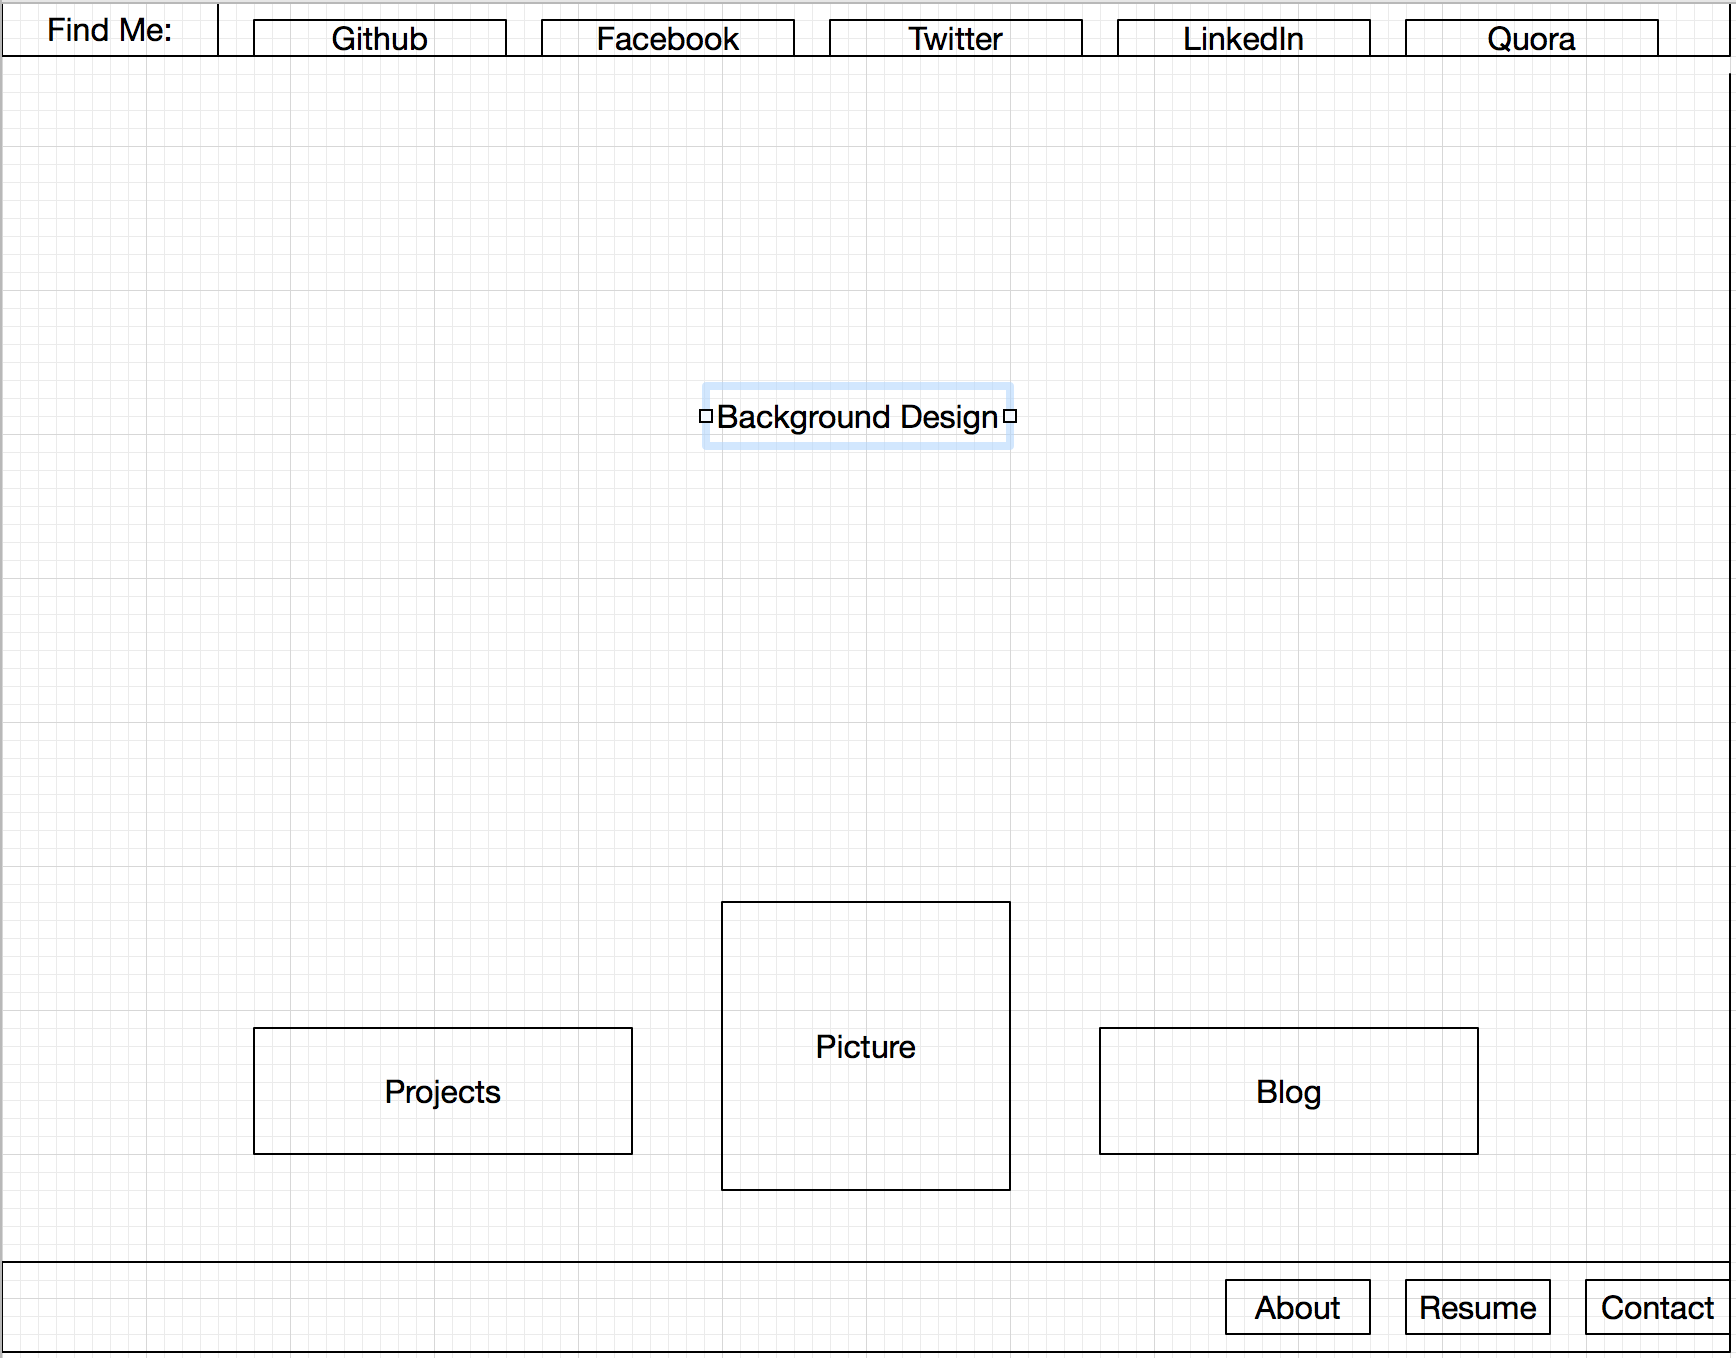 Find Me:
Github
Facebook
Twitter
LinkedIn
Quora
Background Design
Picture
Projects
Blog
About
Resume
Contact